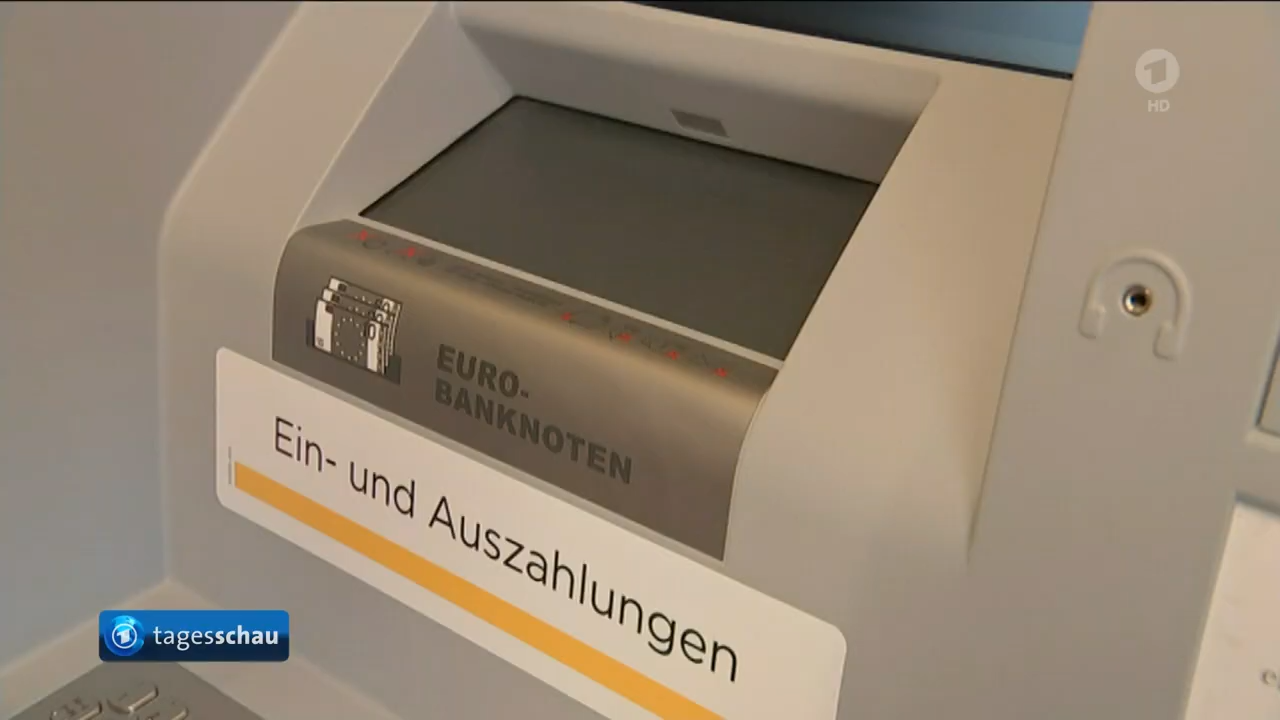 HD
EURO-
BANKNOTEN
Ein- und Auszahlungen
tagesschau